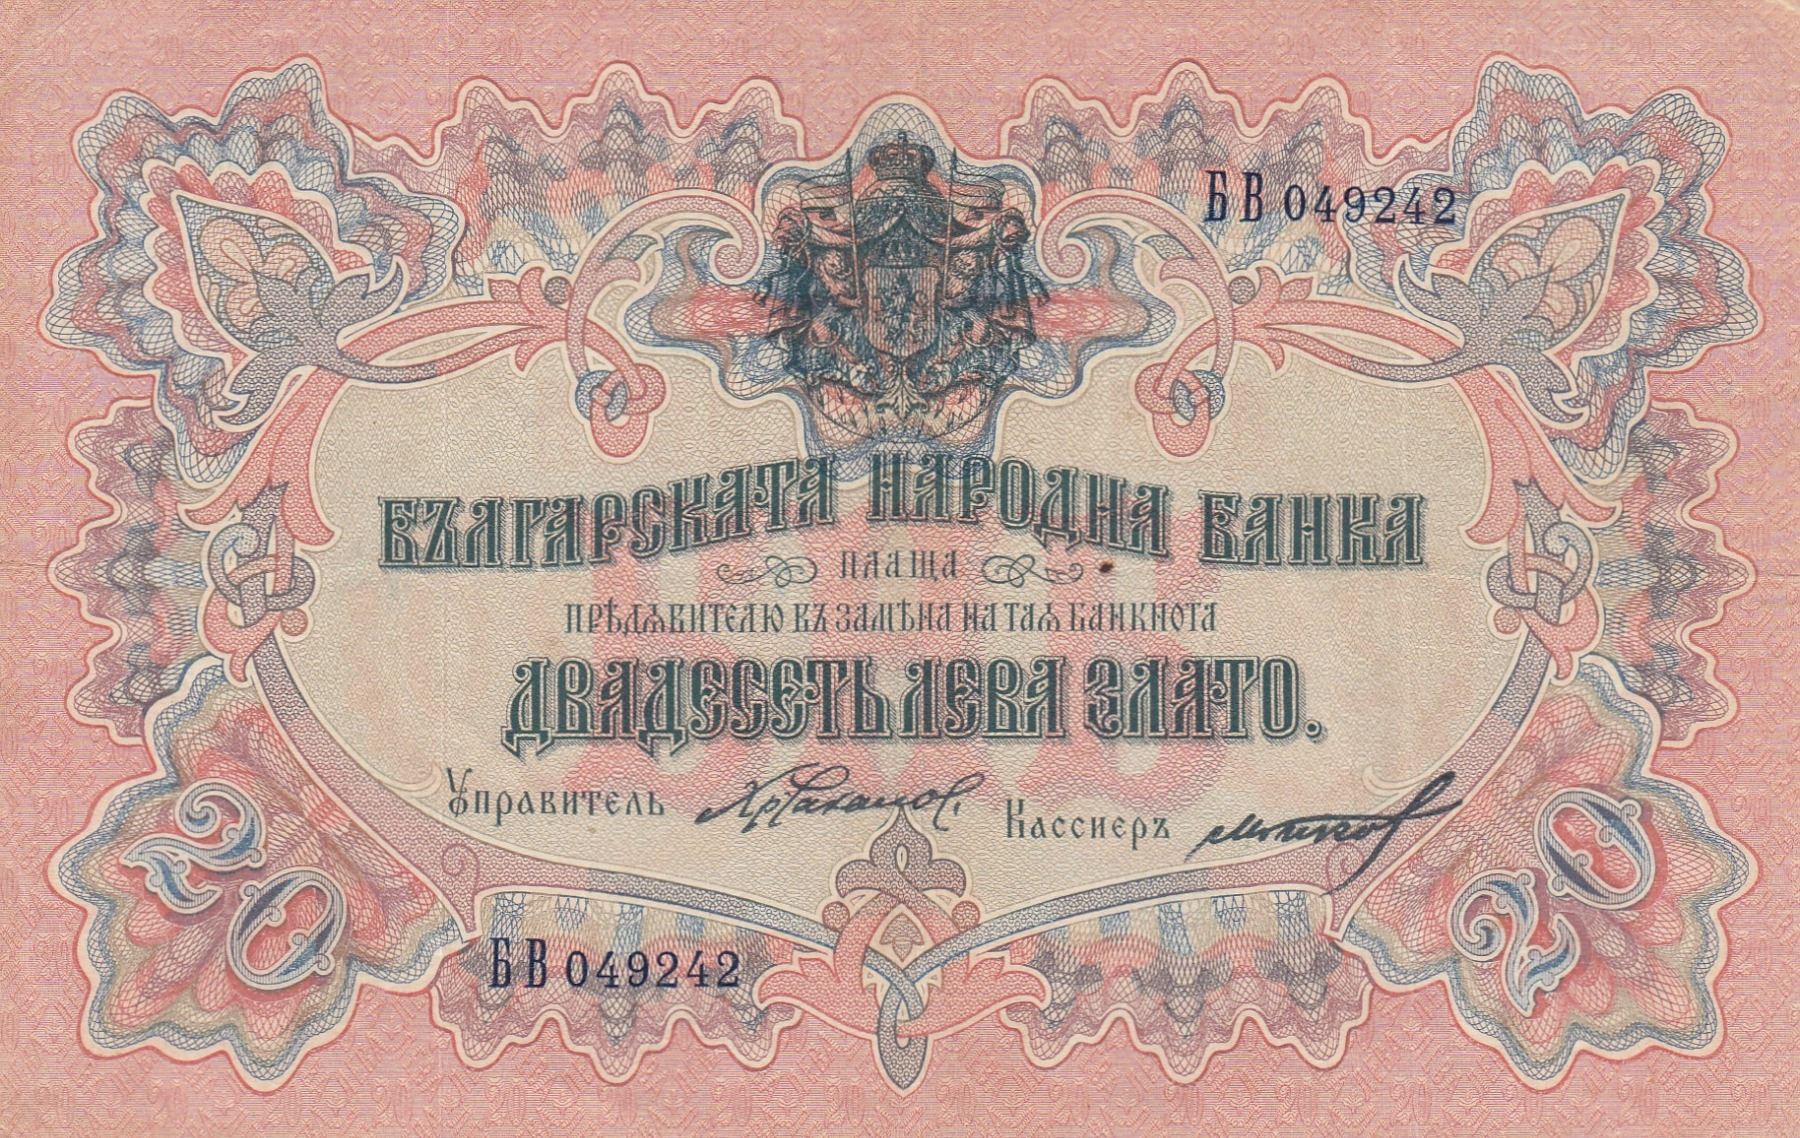 БВ 049242
БЪЛГАРСКАТА НАРОДНА БАНКА
ПЛАЩА
ПРѢДЯВИТЕЛЮ ВЪ ЗАМѢНА НА ТАЯ БАНКНОТА
ДВАДЕСЕТЬ ЛЕВА ЗЛАТО.
Управитель
Кассиеръ
20
20
БВ 049242